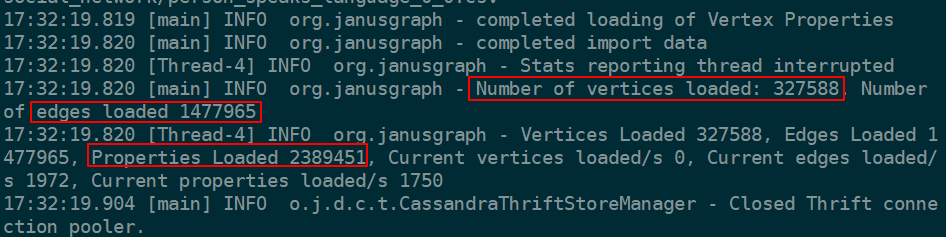 social_network/person_speaks_language_0_0.csv
17:32:19.819 [main] INFO  org.janusgraph - completed loading of Vertex Properties
17:32:19.820 [main] INFO  org.janusgraph - completed import data
17:32:19.820 [Thread-4] INFO  org.janusgraph - Stats reporting thread interrupted
17:32:19.820 [main] INFO  org.janusgraph - Number of vertices loaded: 327588, Number
of edges loaded 1477965
17:32:19.820 [Thread-4] INFO  org.janusgraph - Vertices Loaded 327588, Edges Loaded 1
477965, Properties Loaded 2389451, Current vertices loaded/s 0, Current edges loaded/
s 1972, Current properties loaded/s 1750
17:32:19.904 [main] INFO  o.j.d.c.t.CassandraThriftStoreManager - Closed Thrift conne
ction pooler.